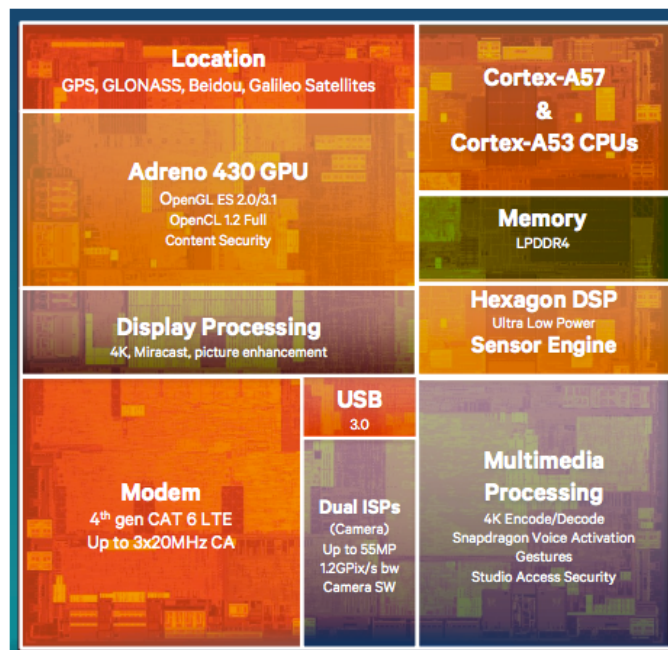 Location
GPS, GLONASS, Beidou, Galileo Satellites
Adreno 430 GPU
OpenGL ES 2.0/3.1
OpenCL 1.2 Full
Content Security
Display Processing
4K, Miracast, picture enhancement
Modem
4th gen CAT 6 LTE
Up to 3x20MHz CA
USB
3.0
Dual ISPs
(Camera)
Up to 55MP
1.2GPix/s bw
Camera SW
Cortex-A57
&
Cortex-A53 CPUs
Memory
LPDDR4
Hexagon DSP
Ultra Low Power
Sensor Engine
Multimedia
Processing
4K Encode/Decode
Snapdragon Voice Activation
Gestures
Studio Access Security